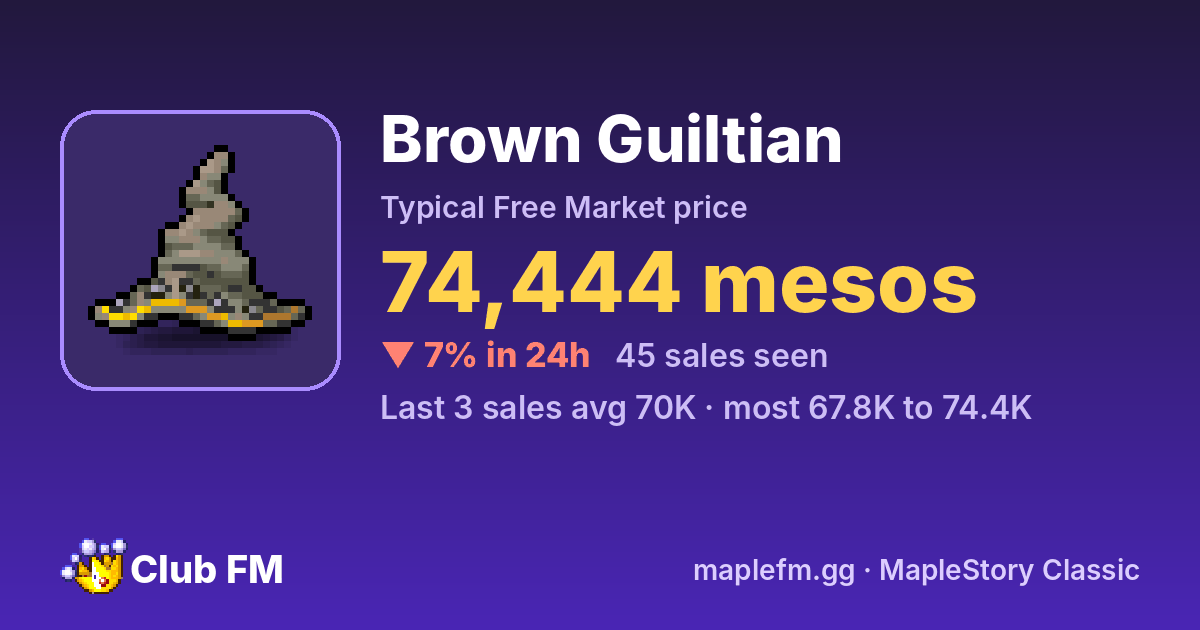 Brown Guiltian
Typical Free Market price
74,444 mesos
▼ 7% in 24h 45 sales seen
Last 3 sales avg 70K · most 67.8K to 74.4K
Club FM
maplefm.gg · MapleStory Classic